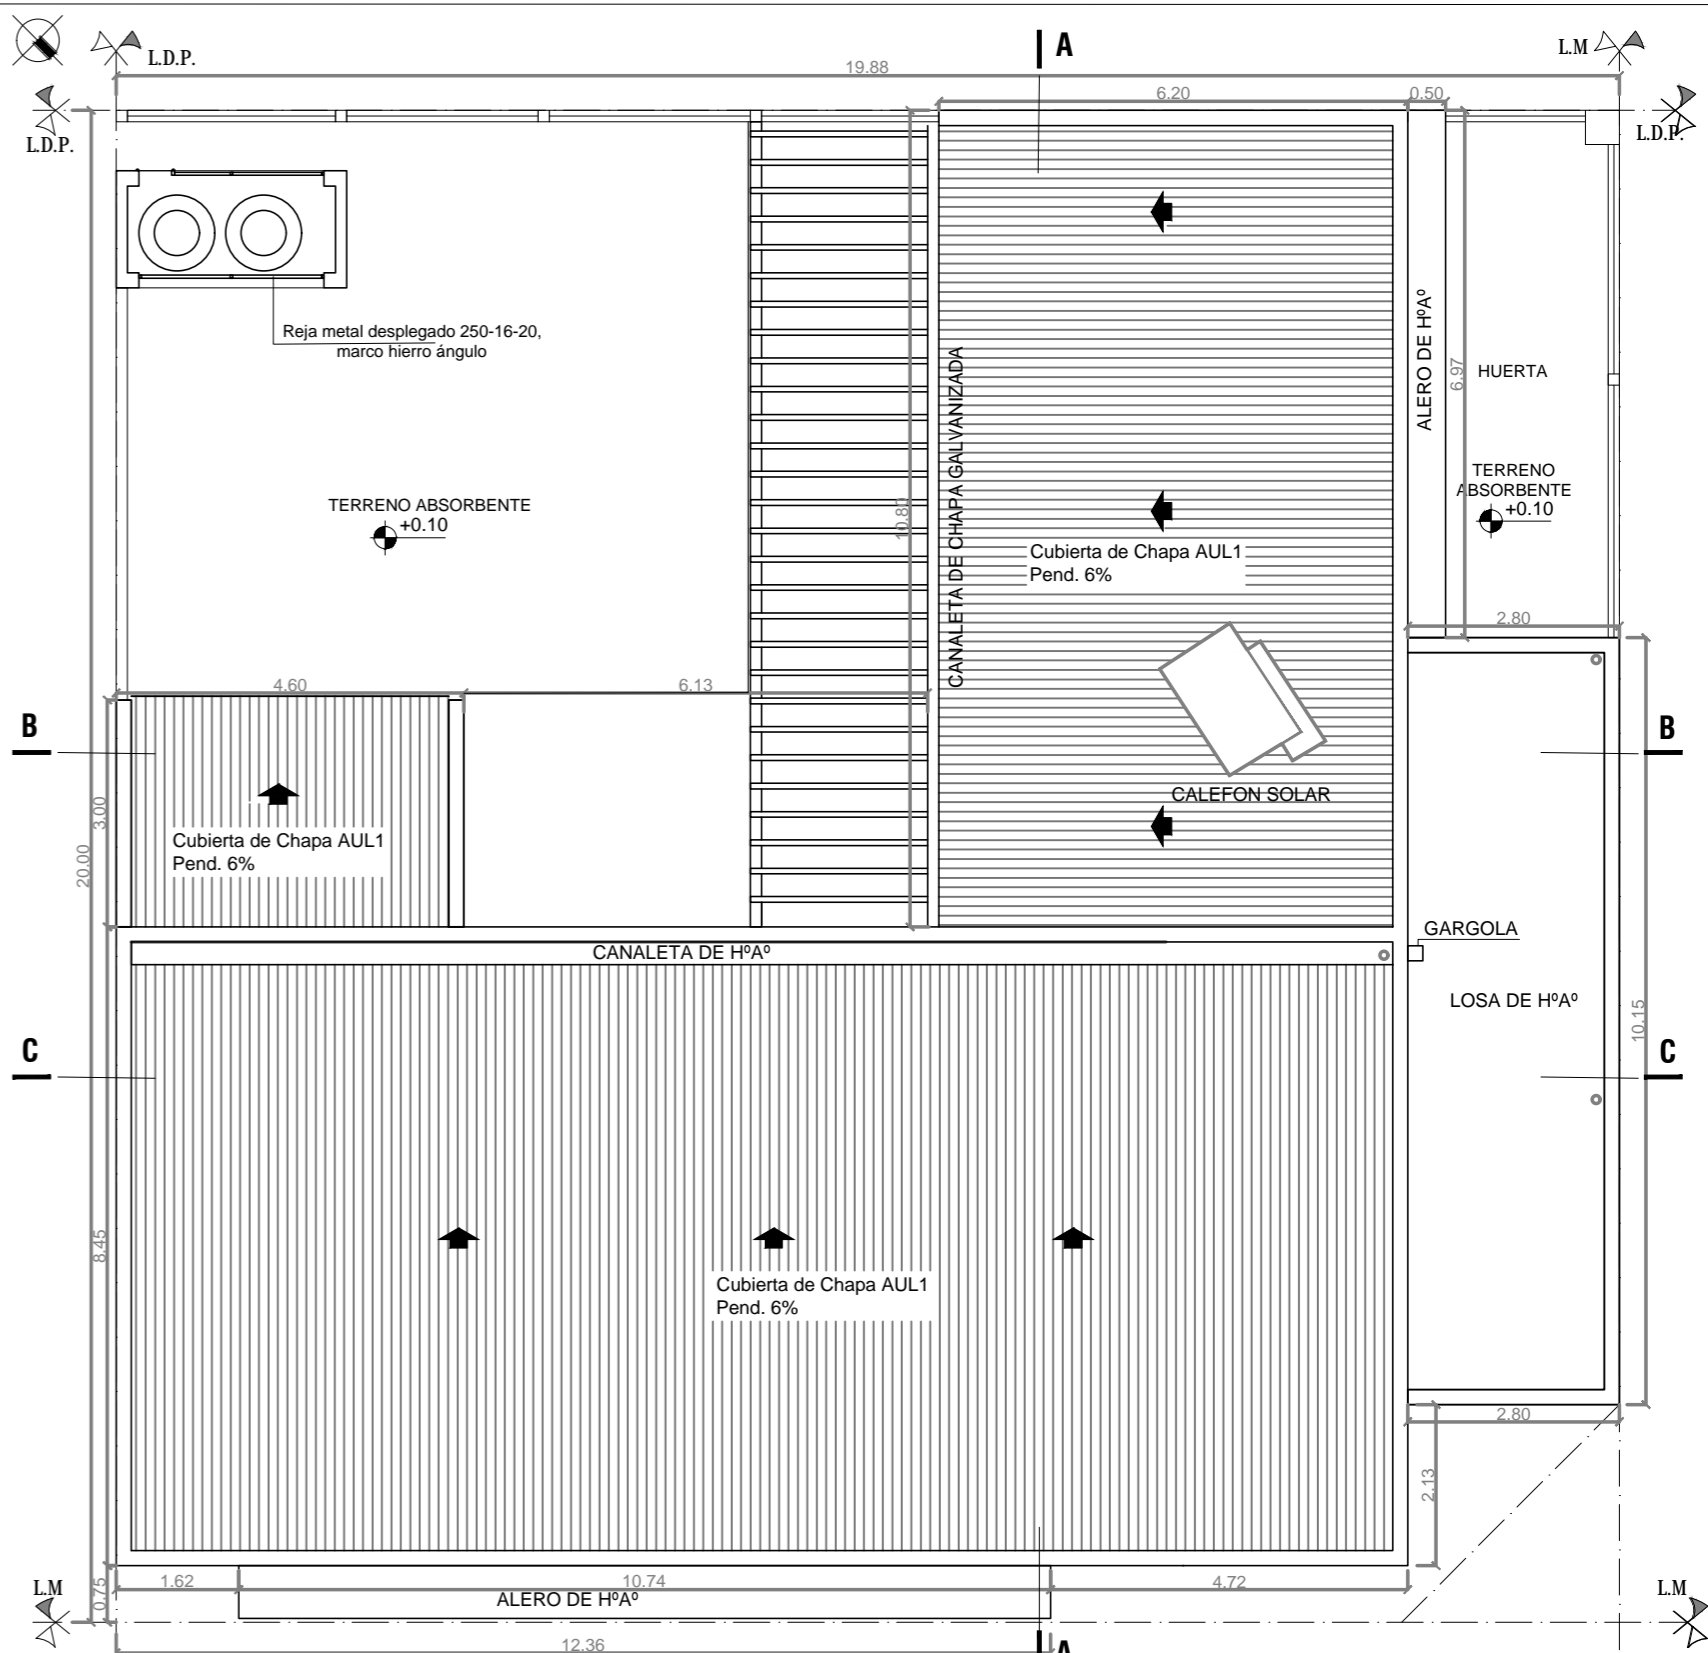 A
L.D.P.
L.M
19.88
6.20
0.50
L.D.P.
L.D.P.
Reja metal desplegado 250-16-20,
marco hierro ángulo
CANALETA DE CHAPA GALVANIZADA
ALERO DE HºAº
6.97
HUERTA
TERRENO ABSORBENTE
+0.10
10.80
TERRENO
ABSORBENTE
+0.10
Cubierta de Chapa AUL1
Pend. 6%
2.80
4.60
6.13
B
B
CALEFON SOLAR
3.00
20.00
Cubierta de Chapa AUL1
Pend. 6%
GARGOLA
CANALETA DE HºAº
LOSA DE HºAº
10.15
C
C
8.45
Cubierta de Chapa AUL1
Pend. 6%
2.80
2.13
L.M
0.75
1.62
10.74
4.72
L.M
ALERO DE HºAº
12.36
A